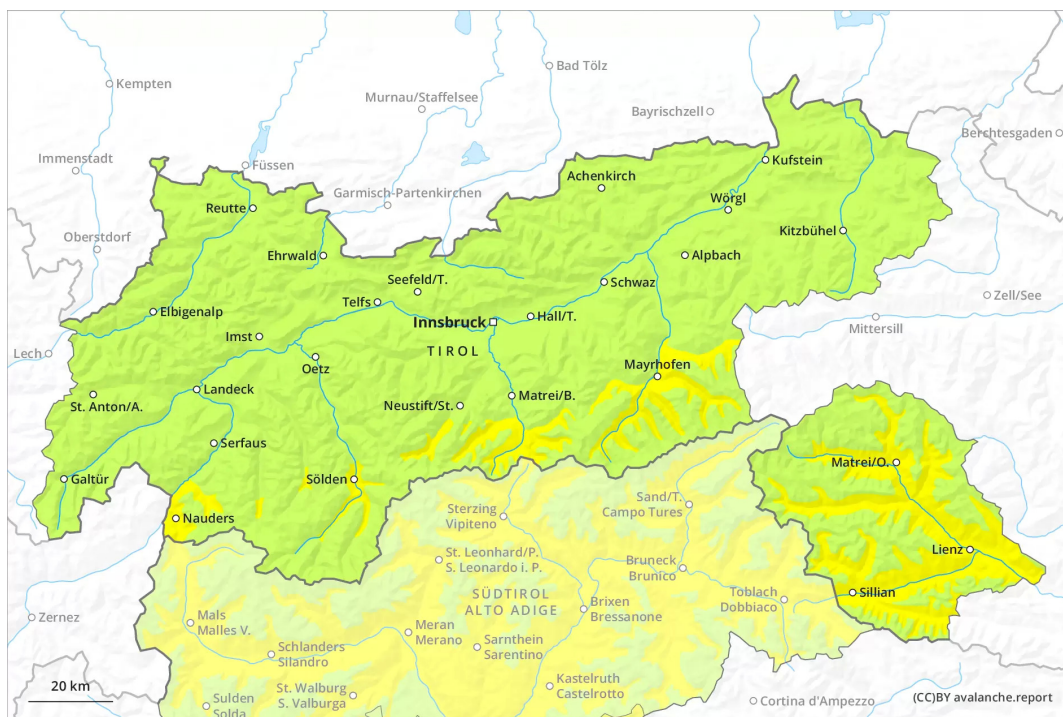 Kempten
Bad Tölz
Murnau/Staffelsee
Bayrischzell
Berchtesgaden
Immenstadt
Füssen
Kufstein
Garmisch-Partenkirchen
Achenkirch
Reutte
Wörgl
Oberstdorf
Kitzbühel
Ehrwald
Alpbach
Seefeld/T.
Schwaz
Zell/See
Telfs
Elbigenalp
Innsbruck
Hall/T.
Mittersill
Imst
TIROL
Lech
Oetz
Mayrhofen
Landeck
St. Anton/A.
Neustift/St.
Matrei/B.
Serfaus
Matrei/O.
Galtür
Sölden
Sand/T.
Campo Tures
Sterzing
Vipiteno
Nauders
Lienz
St. Leonhard/P.
S. Leonardo i. P.
Bruneck
Brunico
SÜDTIROL
ALTO ADIGE
Sillian
Toblach
Dobbiaco
Brixen
Bressanone
Zernez
Mals
Malles V.
Meran
Merano
Sarnthein
Sarentino
Schlanders
Silandro
Kastelruth
Castelrotto
20 km
St. Walburg
S. Valburga
Sulden
Solda
Cortina d'Ampezzo
(CC)BY avalanche.report